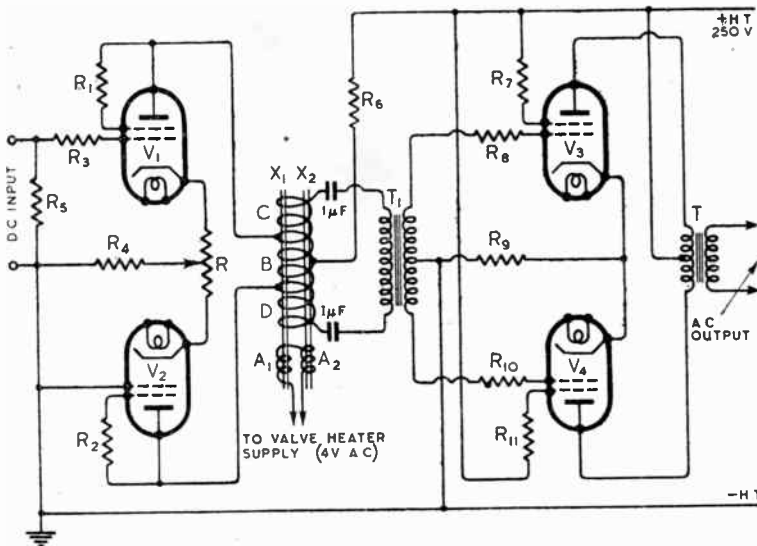 +HT
250 V
R1
R7
R6
V1
V3
R3
R8
DC INPUT
X1 X2
R5
C
1μF
T1
T
R4
R
B
R9
D
1μF
AC
OUTPUT
V2
A1
A2
R10
V4
R2
TO VALVE HEATER
SUPPLY (4V AC)
R11
–HT